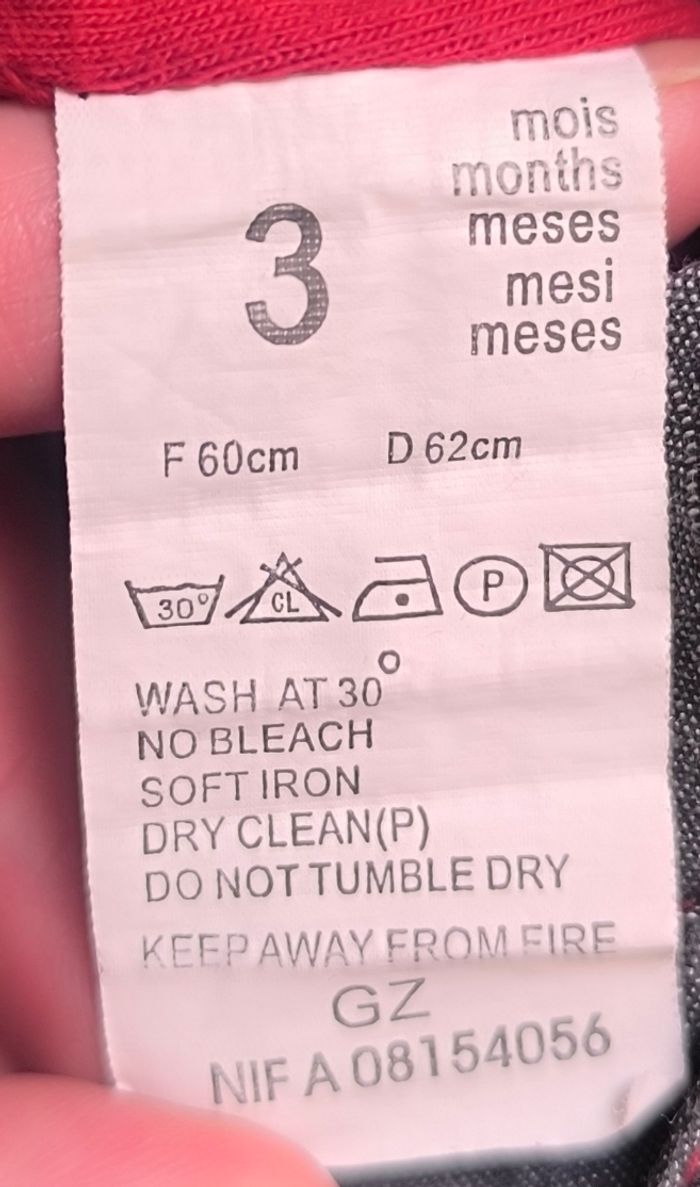 mois
months
3 meses
mesi
meses
F 60cm D 62cm
30° CL P
WASH AT 30°
NO BLEACH
SOFT IRON
DRY CLEAN(P)
DO NOT TUMBLE DRY
KEEP AWAY FROM FIRE
GZ
NIF A 08154056